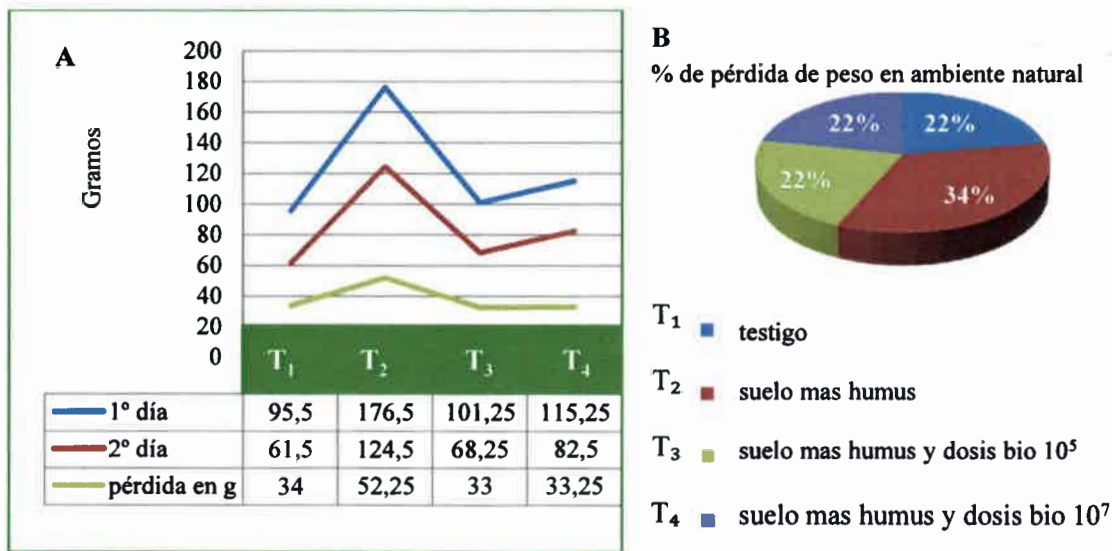 A
Gramos
200
180
160
140
120
100
80
60
40
20
0
T₁ T₂ T₃ T₄
1º día 95,5 176,5 101,25 115,25
2º día 61,5 124,5 68,25 82,5
pérdida en g 34 52,25 33 33,25
B
% de pérdida de peso en ambiente natural
22% 22%
22% 34%
T₁ testigo
T₂ suelo mas humus
T₃ suelo mas humus y dosis bio 10⁵
T₄ suelo mas humus y dosis bio 10⁷